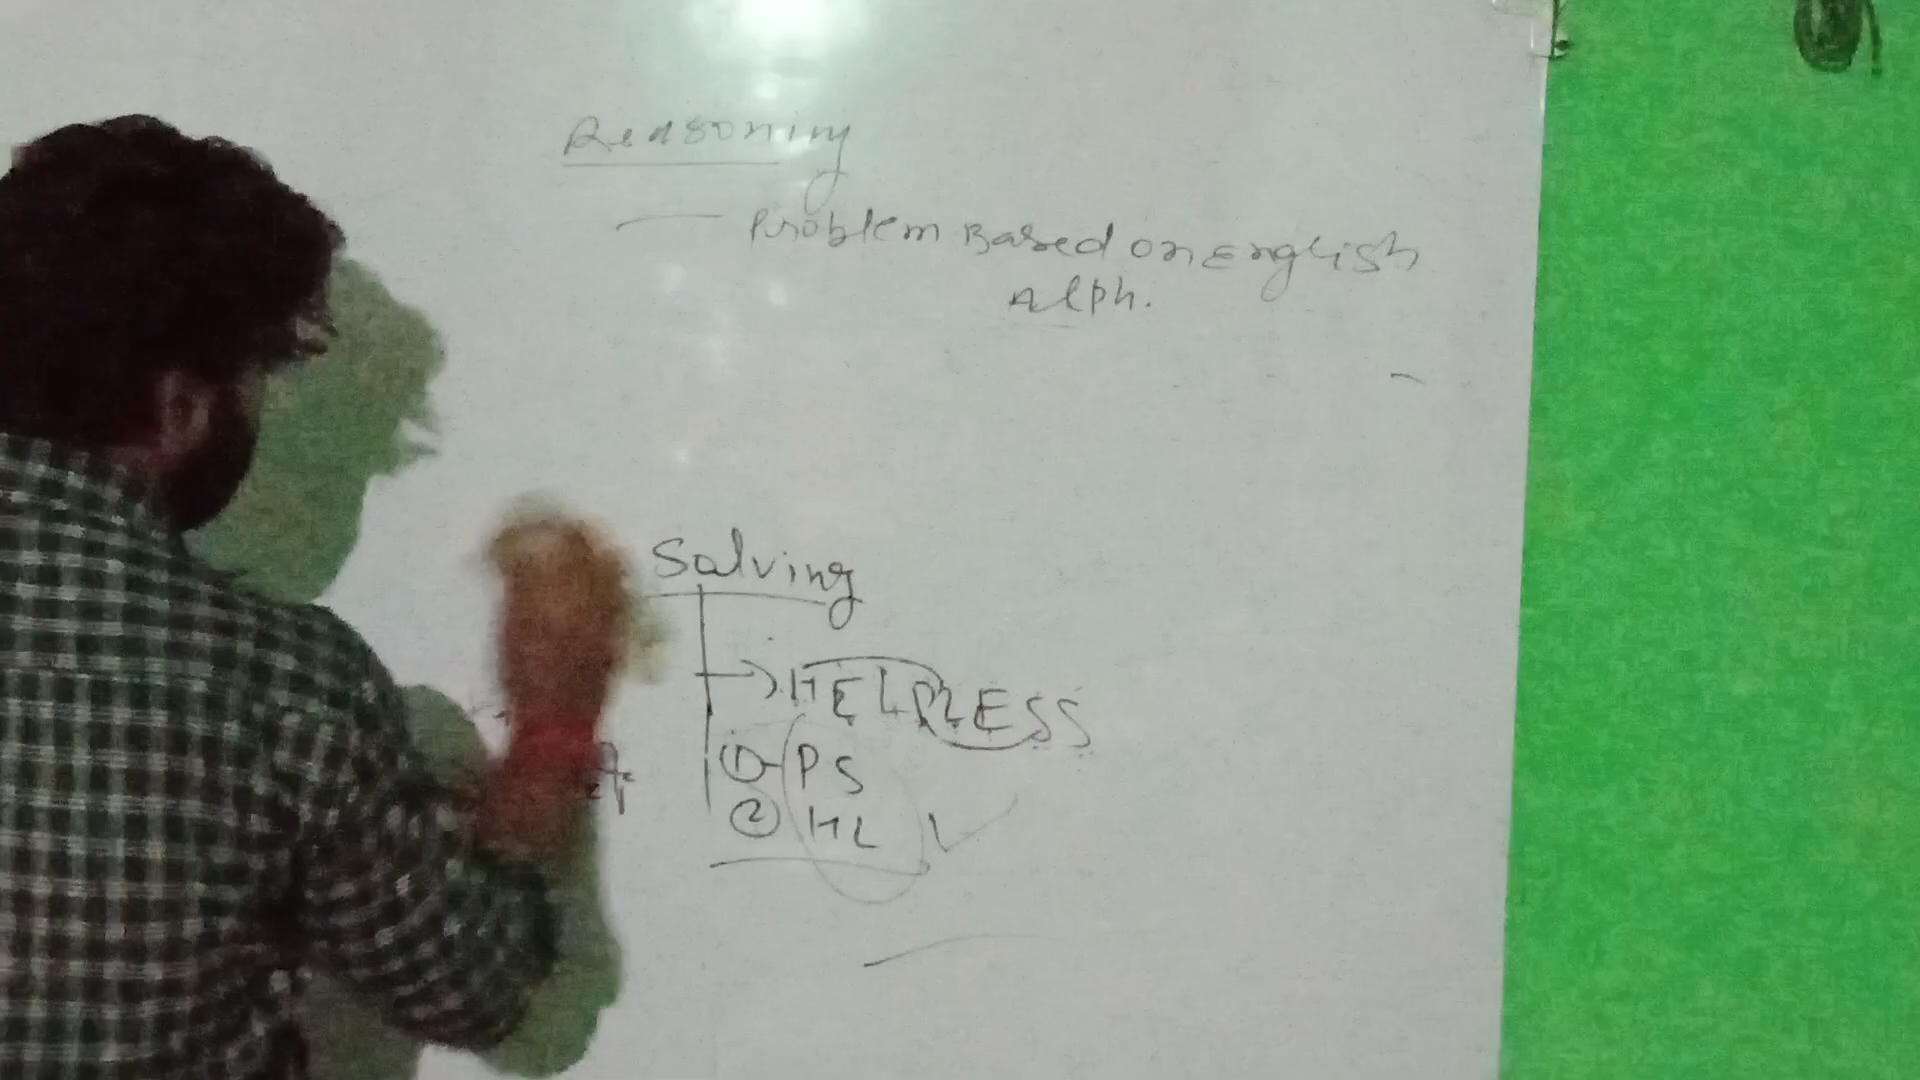 Reasoning
Problem Based on English
Alph.
Solving
HELPLESS
① PS
② HL